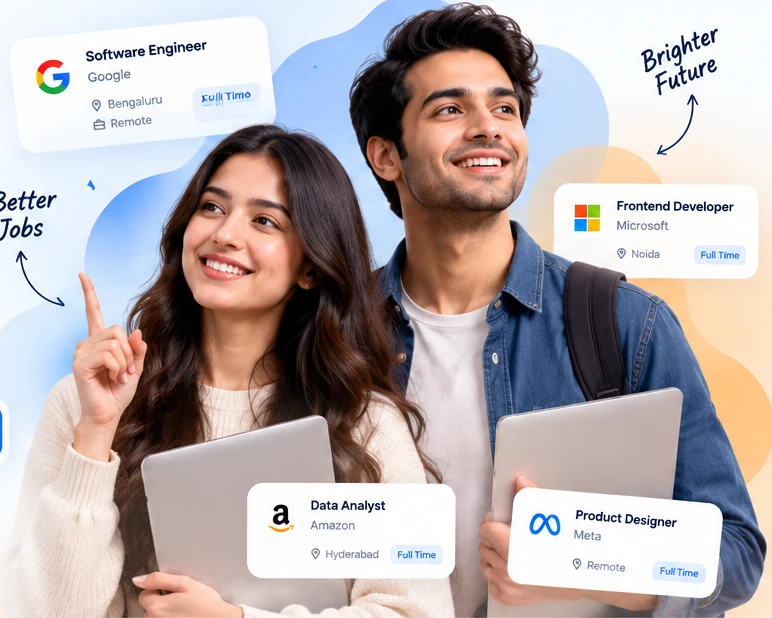 Software Engineer
Google
Bengaluru
Full Time
Remote
Brighter
Future
Better
Jobs
Frontend Developer
Microsoft
Noida
Full Time
Data Analyst
Amazon
Hyderabad
Full Time
Product Designer
Meta
Remote
Full Time